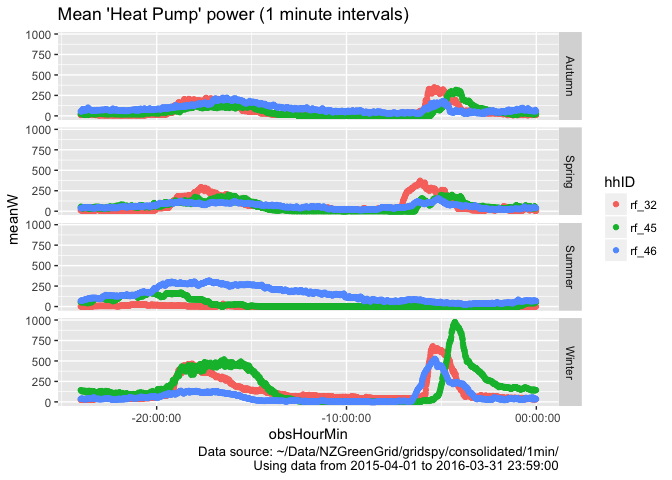 Mean 'Heat Pump' power (1 minute intervals)
meanW
1000
750
500
250
0
Autumn
1000
750
500
250
0
Spring
1000
750
500
250
0
Summer
1000
750
500
250
0
Winter
-20:00:00
-10:00:00
00:00:00
obsHourMin
hhID
rf_32
rf_45
rf_46
Data source: ~/Data/NZGreenGrid/gridspy/consolidated/1min/
Using data from 2015-04-01 to 2016-03-31 23:59:00